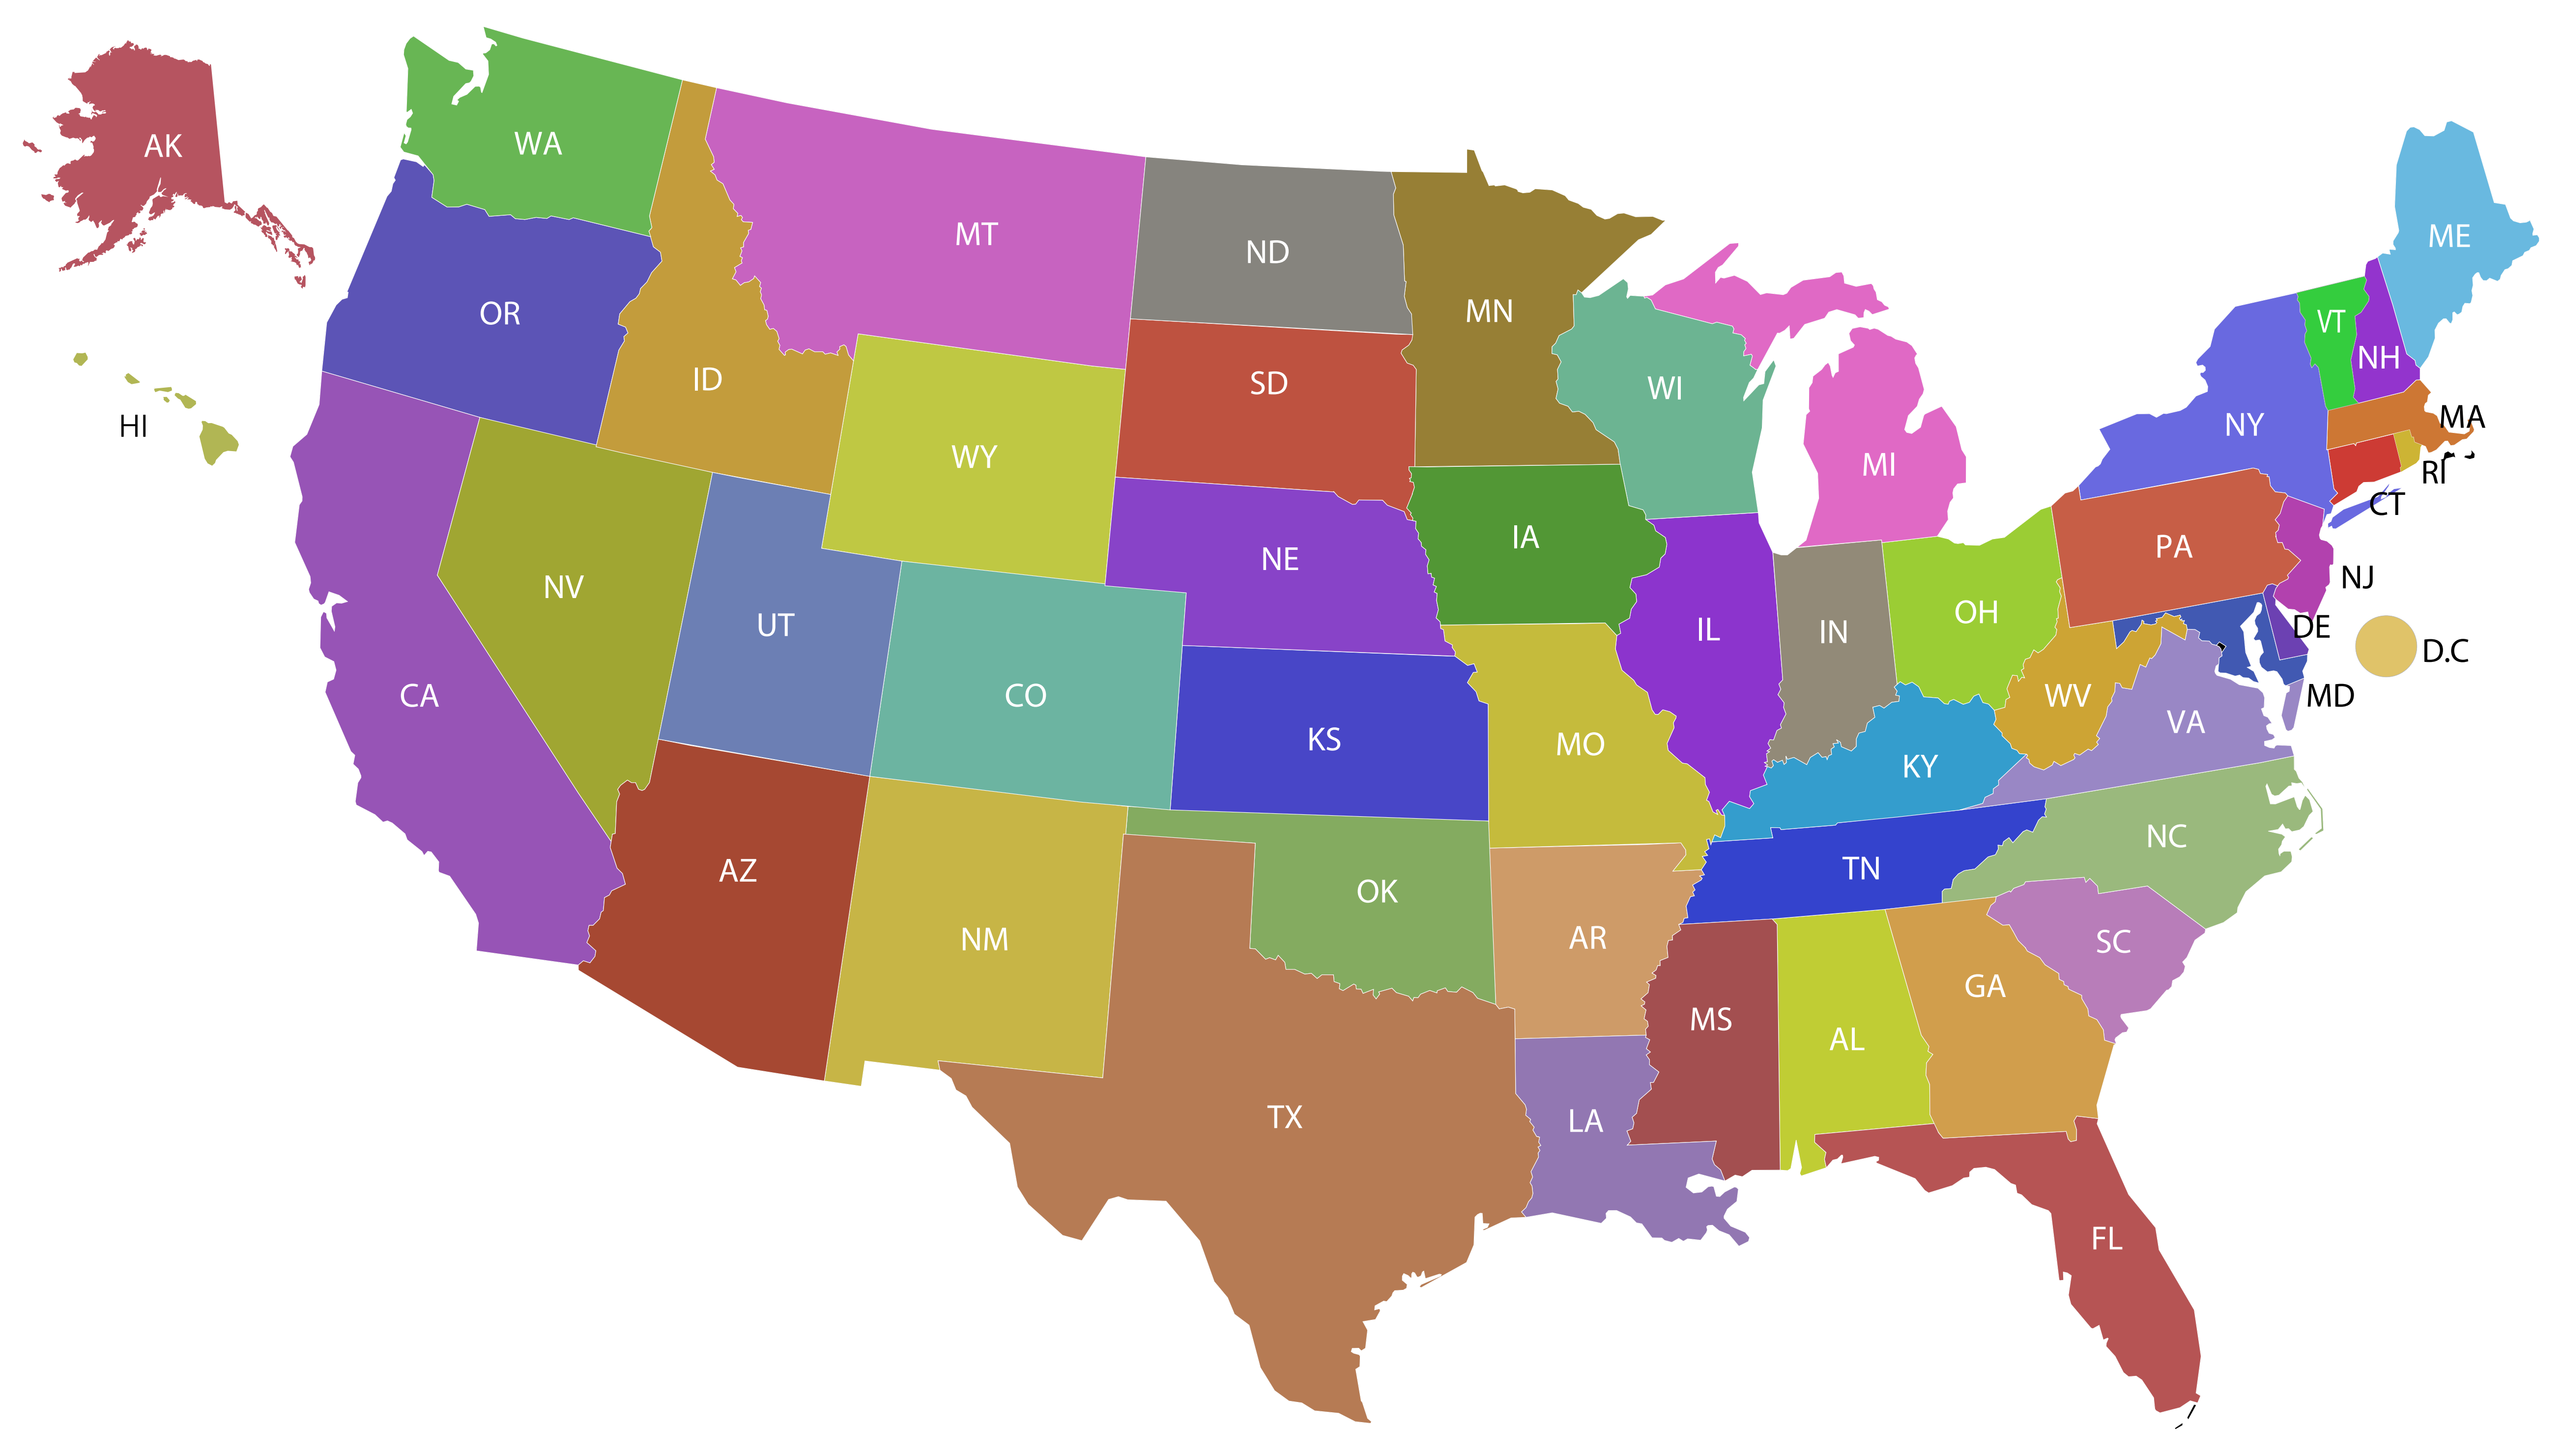 AK
WA
MT
ND
MN
ME
OR
ID
SD
WI
VT
NH
HI
WY
MI
NY
MA
RI
CT
NV
UT
NE
IA
PA
NJ
IL
IN
OH
DE
D.C
CA
CO
KS
MO
WV
MD
KY
VA
AZ
NM
OK
AR
TN
NC
SC
TX
LA
MS
AL
GA
FL